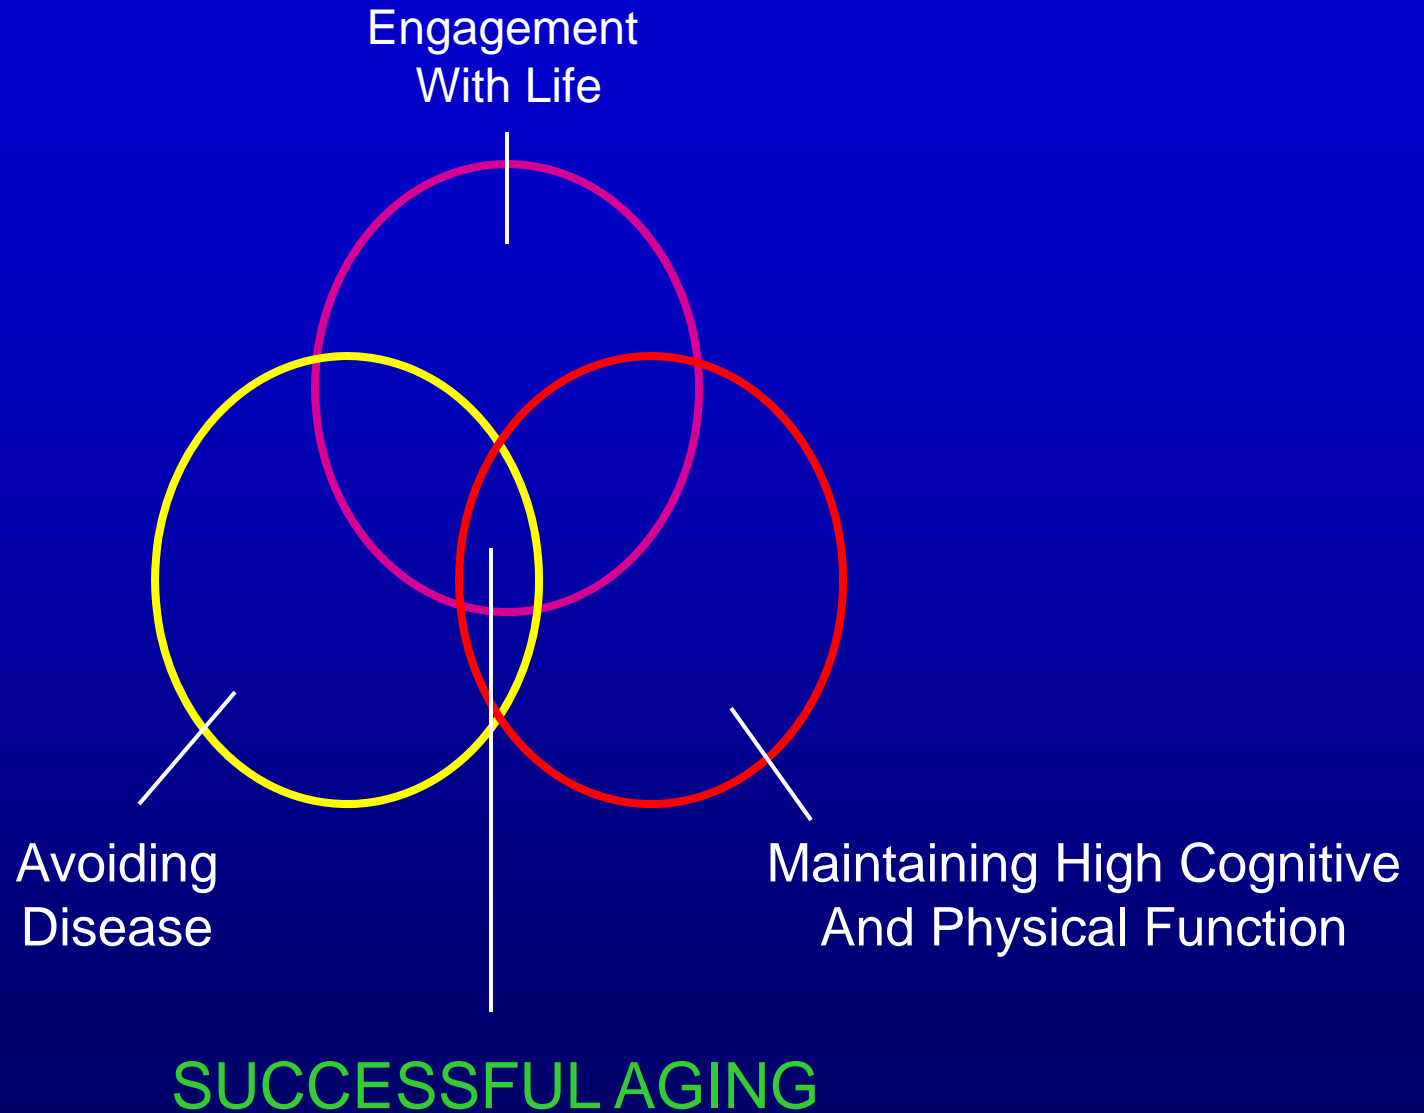 Engagement
With Life
Avoiding
Disease
Maintaining High Cognitive
And Physical Function
SUCCESSFUL AGING